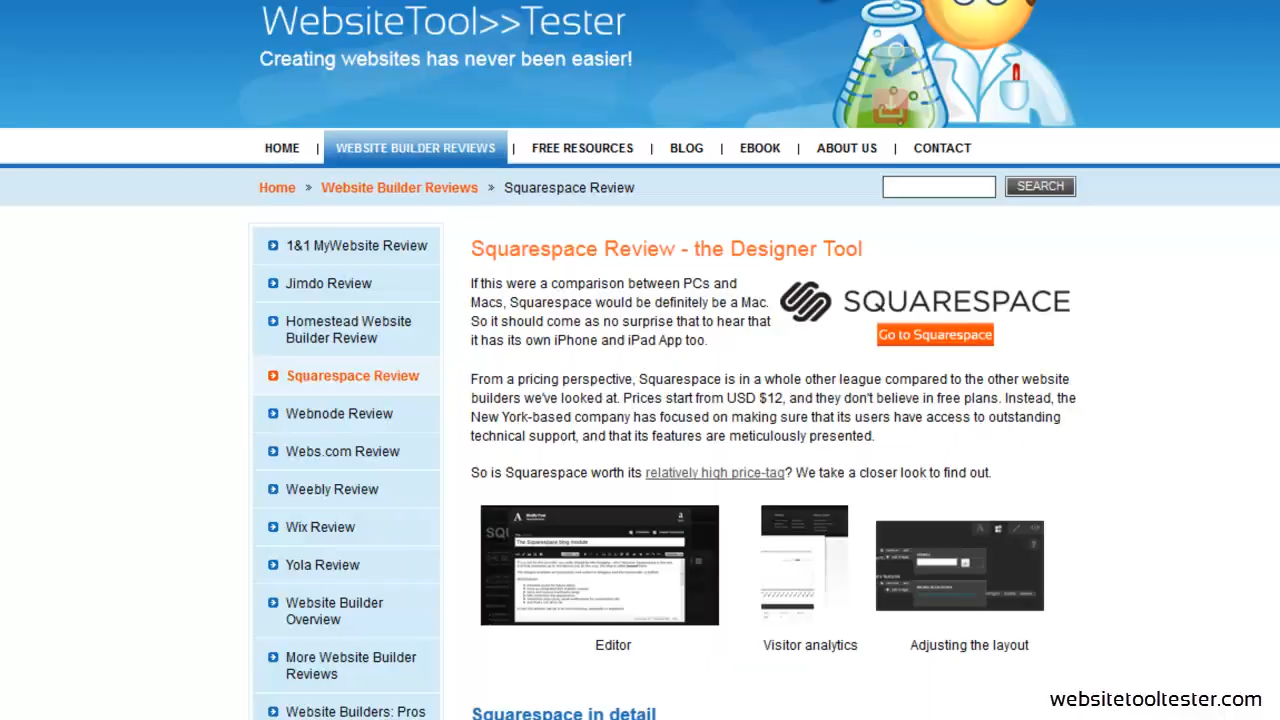 WebsiteTool>>Tester
Creating websites has never been easier!
HOME | WEBSITE BUILDER REVIEWS | FREE RESOURCES | BLOG | EBOOK | ABOUT US | CONTACT
Home » Website Builder Reviews » Squarespace Review
SEARCH
1&1 MyWebsite Review
Jimdo Review
Homestead Website
Builder Review
Squarespace Review
Webnode Review
Webs.com Review
Weebly Review
Wix Review
Yola Review
Website Builder
Overview
More Website Builder
Reviews
Website Builders: Pros
Squarespace Review - the Designer Tool
If this were a comparison between PCs and
Macs, Squarespace would be definitely be a Mac.
So it should come as no surprise that to hear that
it has its own iPhone and iPad App too.
SQUARESPACE
Go to Squarespace
From a pricing perspective, Squarespace is in a whole other league compared to the other website
builders we've looked at. Prices start from USD $12, and they don't believe in free plans. Instead, the
New York-based company has focused on making sure that its users have access to outstanding
technical support, and that its features are meticulously presented.
So is Squarespace worth its relatively high price-tag? We take a closer look to find out.
The Squarespace blog module
Editor
Visitor analytics
Adjusting the layout
Squarespace in detail
websitetooltester.com